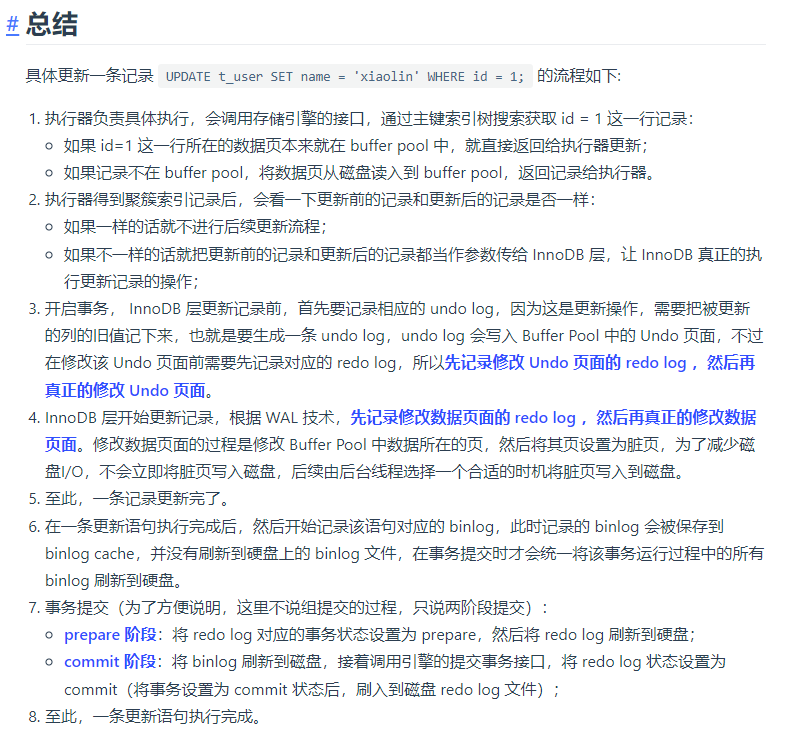 # 总结
具体更新一条记录 UPDATE t_user SET name = 'xiaolin' WHERE id = 1; 的流程如下:
1. 执行器负责具体执行，会调用存储引擎的接口，通过主键索引树搜索获取 id = 1 这一行记录：
如果 id=1 这一行所在的数据页本来就在 buffer pool 中，就直接返回给执行器更新；
如果记录不在 buffer pool，将数据页从磁盘读入到 buffer pool，返回记录给执行器。
2. 执行器得到聚簇索引记录后，会看一下更新前的记录和更新后的记录是否一样：
如果一样的话就不进行后续更新流程；
如果不一样的话就把更新前的记录和更新后的记录都当作参数传给 InnoDB 层，让 InnoDB 真正的执
行更新记录的操作；
3. 开启事务， InnoDB 层更新记录前，首先要记录相应的 undo log，因为这是更新操作，需要把被更新
的列的旧值记下来，也就是要生成一条 undo log，undo log 会写入 Buffer Pool 中的 Undo 页面，不过
在修改该 Undo 页面前需要先记录对应的 redo log，所以先记录修改 Undo 页面的 redo log ，然后再
真正的修改 Undo 页面。
4. InnoDB 层开始更新记录，根据 WAL 技术，先记录修改数据页面的 redo log ，然后再真正的修改数据
页面。修改数据页面的过程是修改 Buffer Pool 中数据所在的页，然后将其页设置为脏页，为了减少磁
盘I/O，不会立即将脏页写入磁盘，后续由后台线程选择一个合适的时机将脏页写入到磁盘。
5. 至此，一条记录更新完了。
6. 在一条更新语句执行完成后，然后开始记录该语句对应的 binlog，此时记录的 binlog 会被保存到
binlog cache，并没有刷新到硬盘上的 binlog 文件，在事务提交时才会统一将该事务运行过程中的所有
binlog 刷新到硬盘。
7. 事务提交（为了方便说明，这里不说组提交的过程，只说两阶段提交）：
prepare 阶段：将 redo log 对应的事务状态设置为 prepare，然后将 redo log 刷新到硬盘；
commit 阶段：将 binlog 刷新到磁盘，接着调用引擎的提交事务接口，将 redo log 状态设置为
commit（将事务设置为 commit 状态后，刷入到磁盘 redo log 文件）；
8. 至此，一条更新语句执行完成。